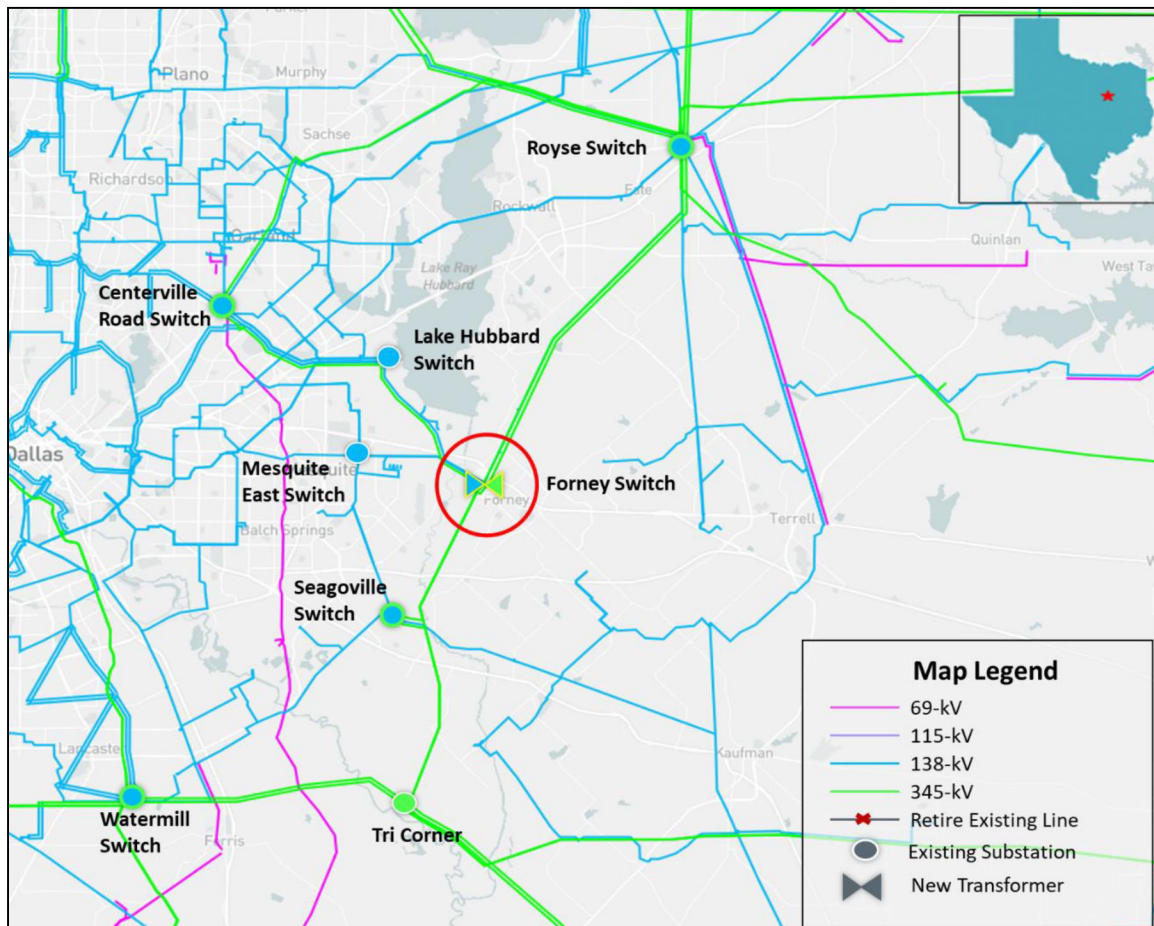 Plano
Murphy
Sachse
Royse Switch
Richardson
Fate
Rockwall
Garland
Quinlan
Lake Ray
Hubbard
West Ta
Centerville
Road Switch
Lake Hubbard
Switch
Dallas
Mesquite
East Switch
Forney Switch
Forney
Terrell
Balch Springs
Seagoville
Switch
Map Legend
69-kV
115-kV
138-kV
345-kV
Retire Existing Line
Existing Substation
New Transformer
Lancaster
Kaufman
Watermill
Switch
Tri Corner
Ferris